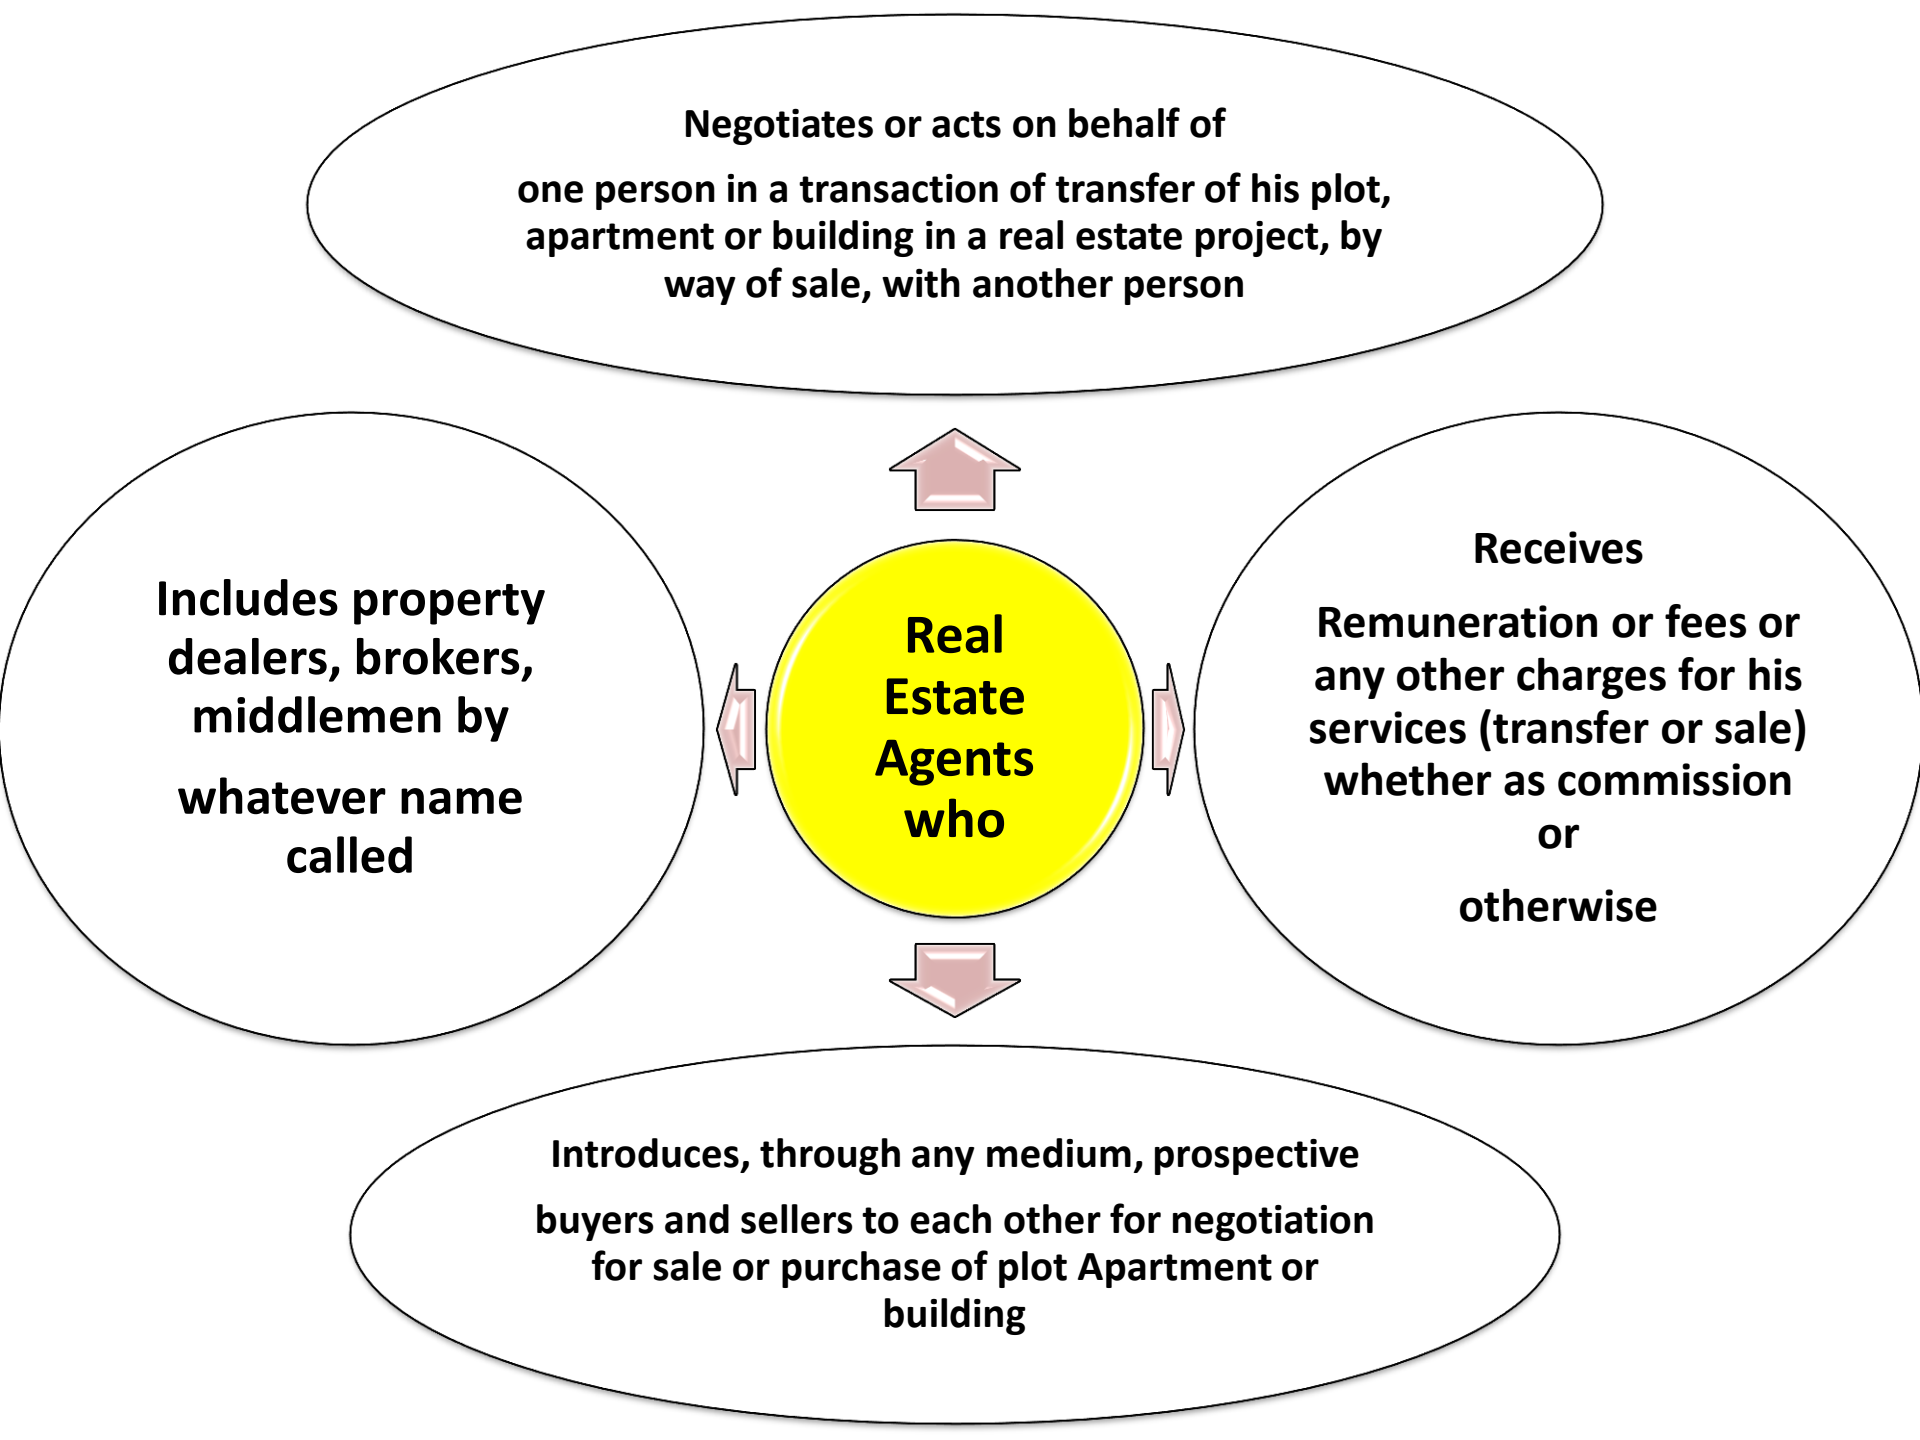 Negotiates or acts on behalf of
one person in a transaction of transfer of his plot,
apartment or building in a real estate project, by
way of sale, with another person
Includes property
dealers, brokers,
middlemen by
whatever name
called
Real
Estate
Agents
who
Receives
Remuneration or fees or
any other charges for his
services (transfer or sale)
whether as commission
or
otherwise
Introduces, through any medium, prospective
buyers and sellers to each other for negotiation
for sale or purchase of plot Apartment or
building